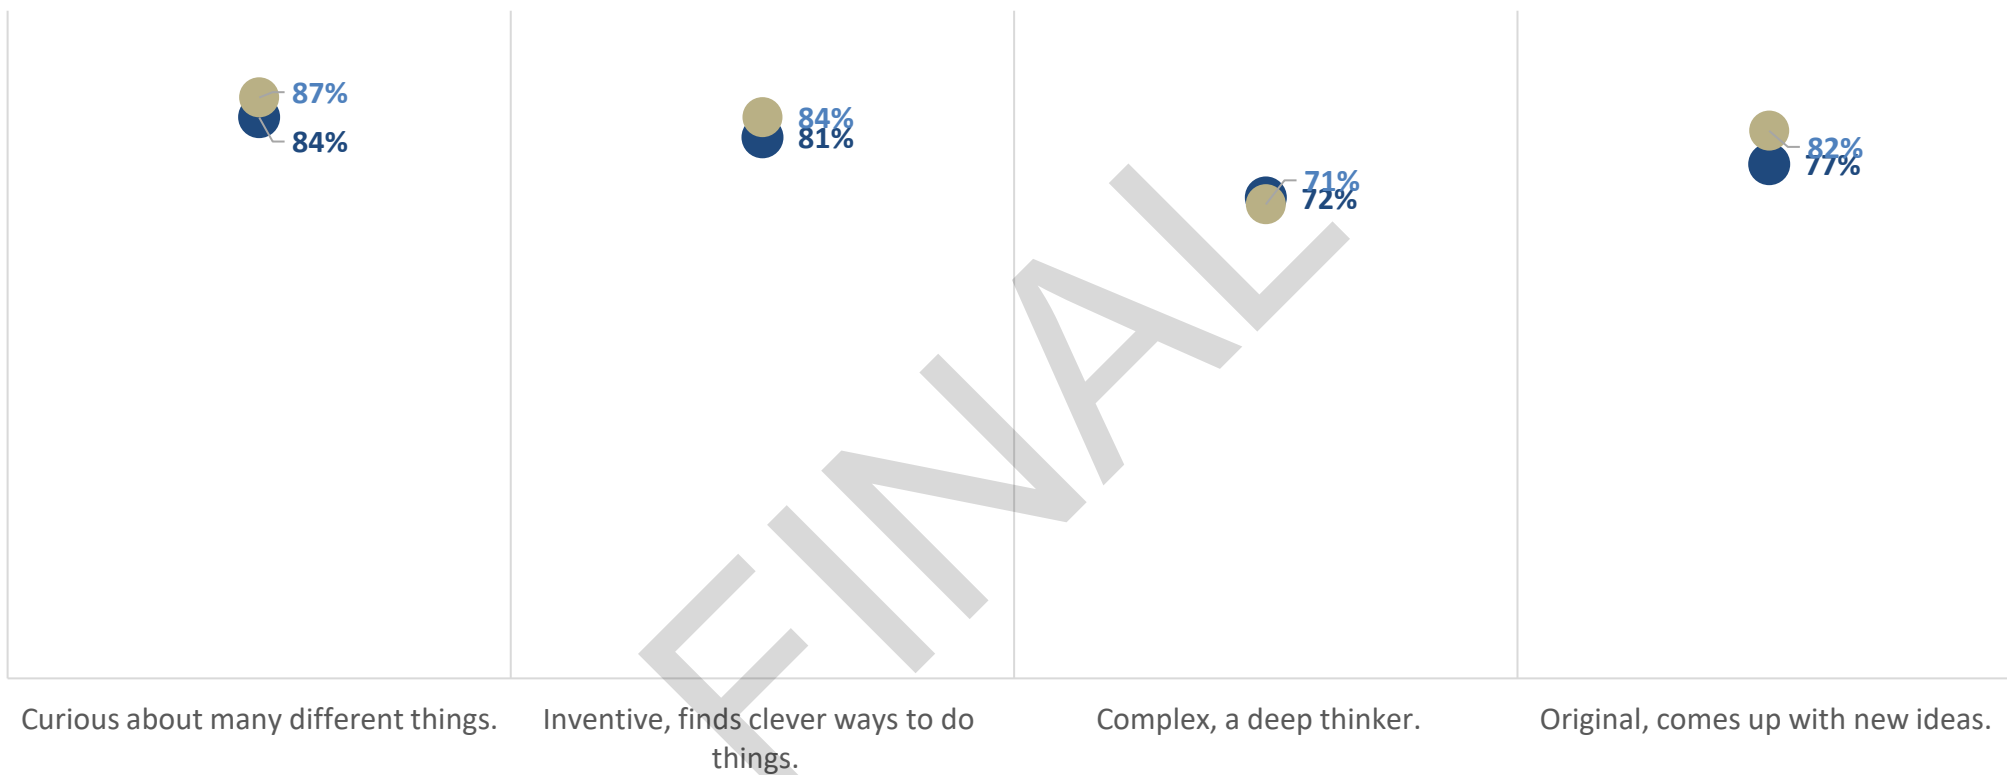 87%
84%
84%
81%
71%
72%
82%
77%
FINAL
Curious about many different things.
Inventive, finds clever ways to do
things.
Complex, a deep thinker.
Original, comes up with new ideas.